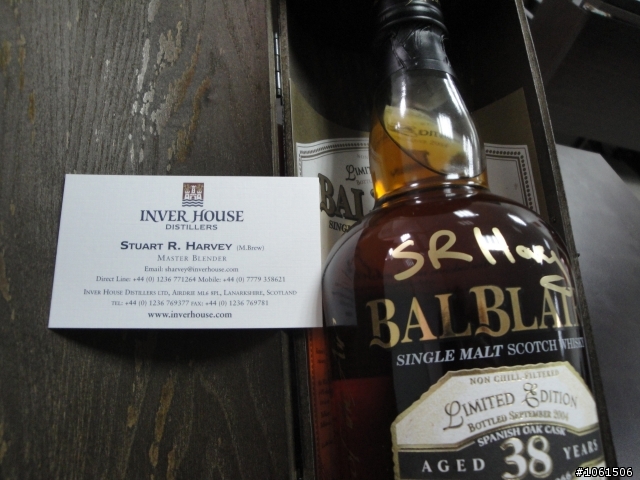 INVER HOUSE
DISTILLERS
STUART R. HARVEY (M.Brew)
MASTER BLENDER
Email: sharvey@inverhouse.com
Direct Line: +44 (0) 1236 771264 Mobile: +44 (0) 7779 338621
INVER HOUSE DISTILLERS LTD, AIRDRIE ML6 8PL, LANARKSHIRE, SCOTLAND
TEL: +44 (0) 1236 769377 FAX: +44 (0) 1236 769781
www.inverhouse.com
SR Harvey
BALBLAI
SINGLE MALT SCOTCH WHISKY
NON CHILL FILTERED
LIMITED EDITION
BOTTLED SEPTEMBER 2004
SPANISH OAK CASK
AGED 38 YEARS
#1061506